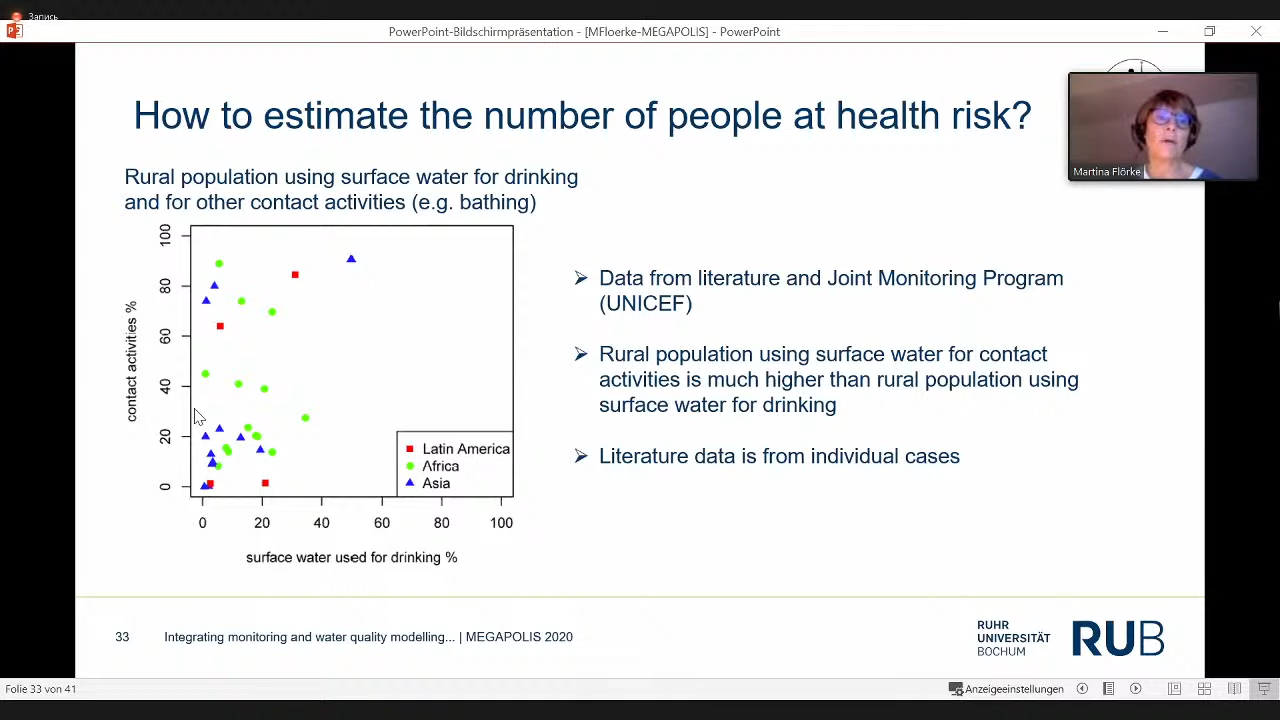 Запись
PowerPoint-Bildschirmpräsentation - [MFloerke-MEGAPOLIS] - PowerPoint
How to estimate the number of people at health risk?
Martina Flörke
Rural population using surface water for drinking
and for other contact activities (e.g. bathing)
contact activities %
100
80
60
40
20
0
Latin America
Africa
Asia
0 20 40 60 80 100
surface water used for drinking %
Data from literature and Joint Monitoring Program
(UNICEF)
Rural population using surface water for contact
activities is much higher than rural population using
surface water for drinking
Literature data is from individual cases
33 Integrating monitoring and water quality modelling... | MEGAPOLIS 2020
RUHR
UNIVERSITÄT
BOCHUM
RUB
Folie 33 von 41
Anzeigeeinstellungen